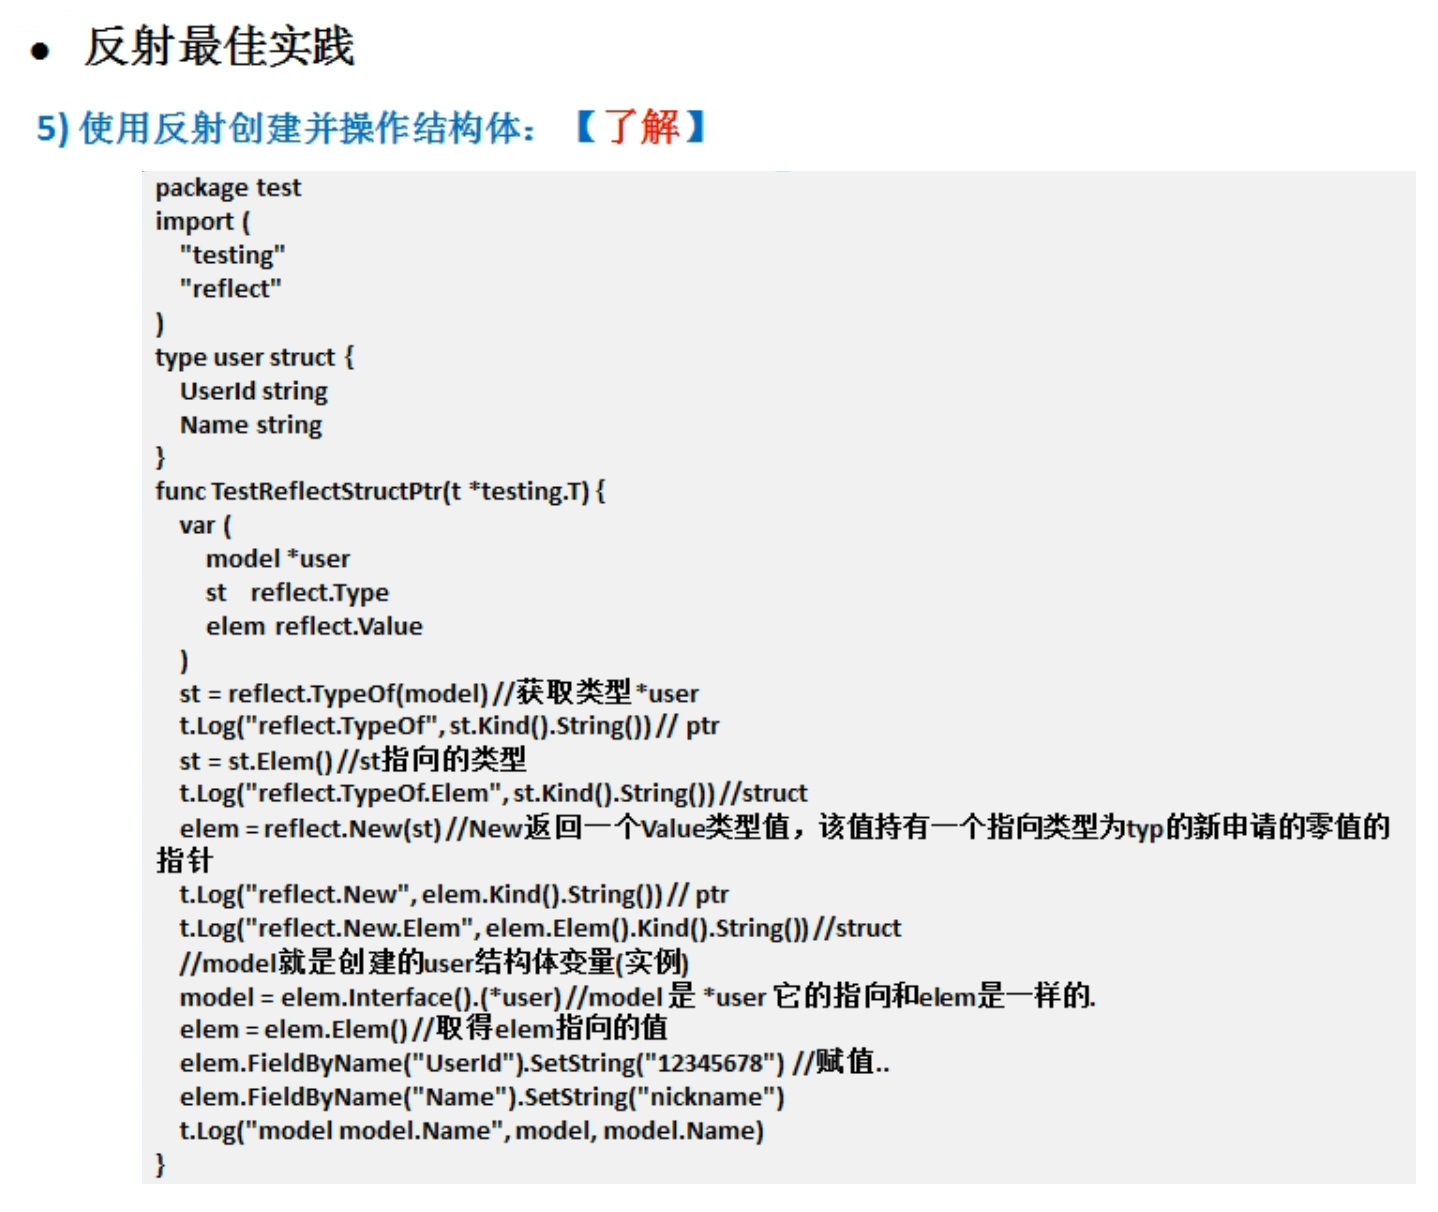 ● 反射最佳实践
5) 使用反射创建并操作结构体：【了解】
package test
import (
"testing"
"reflect"
)
type user struct {
UserId string
Name string
}
func TestReflectStructPtr(t *testing.T) {
var (
model *user
st reflect.Type
elem reflect.Value
)
st = reflect.TypeOf(model) //获取类型 *user
t.Log("reflect.TypeOf", st.Kind().String()) // ptr
st = st.Elem() //st指向的类型
t.Log("reflect.TypeOf.Elem", st.Kind().String()) //struct
elem = reflect.New(st) //New返回一个Value类型值，该值持有一个指向类型为typ的新申请的零值的
指针
t.Log("reflect.New", elem.Kind().String()) // ptr
t.Log("reflect.New.Elem", elem.Elem().Kind().String()) //struct
//model就是创建的user结构体变量(实例)
model = elem.Interface().(*user) //model 是 *user 它的指向和elem是一样的.
elem = elem.Elem() //取得elem指向的值
elem.FieldByName("UserId").SetString("12345678") //赋值..
elem.FieldByName("Name").SetString("nickname")
t.Log("model model.Name", model, model.Name)
}